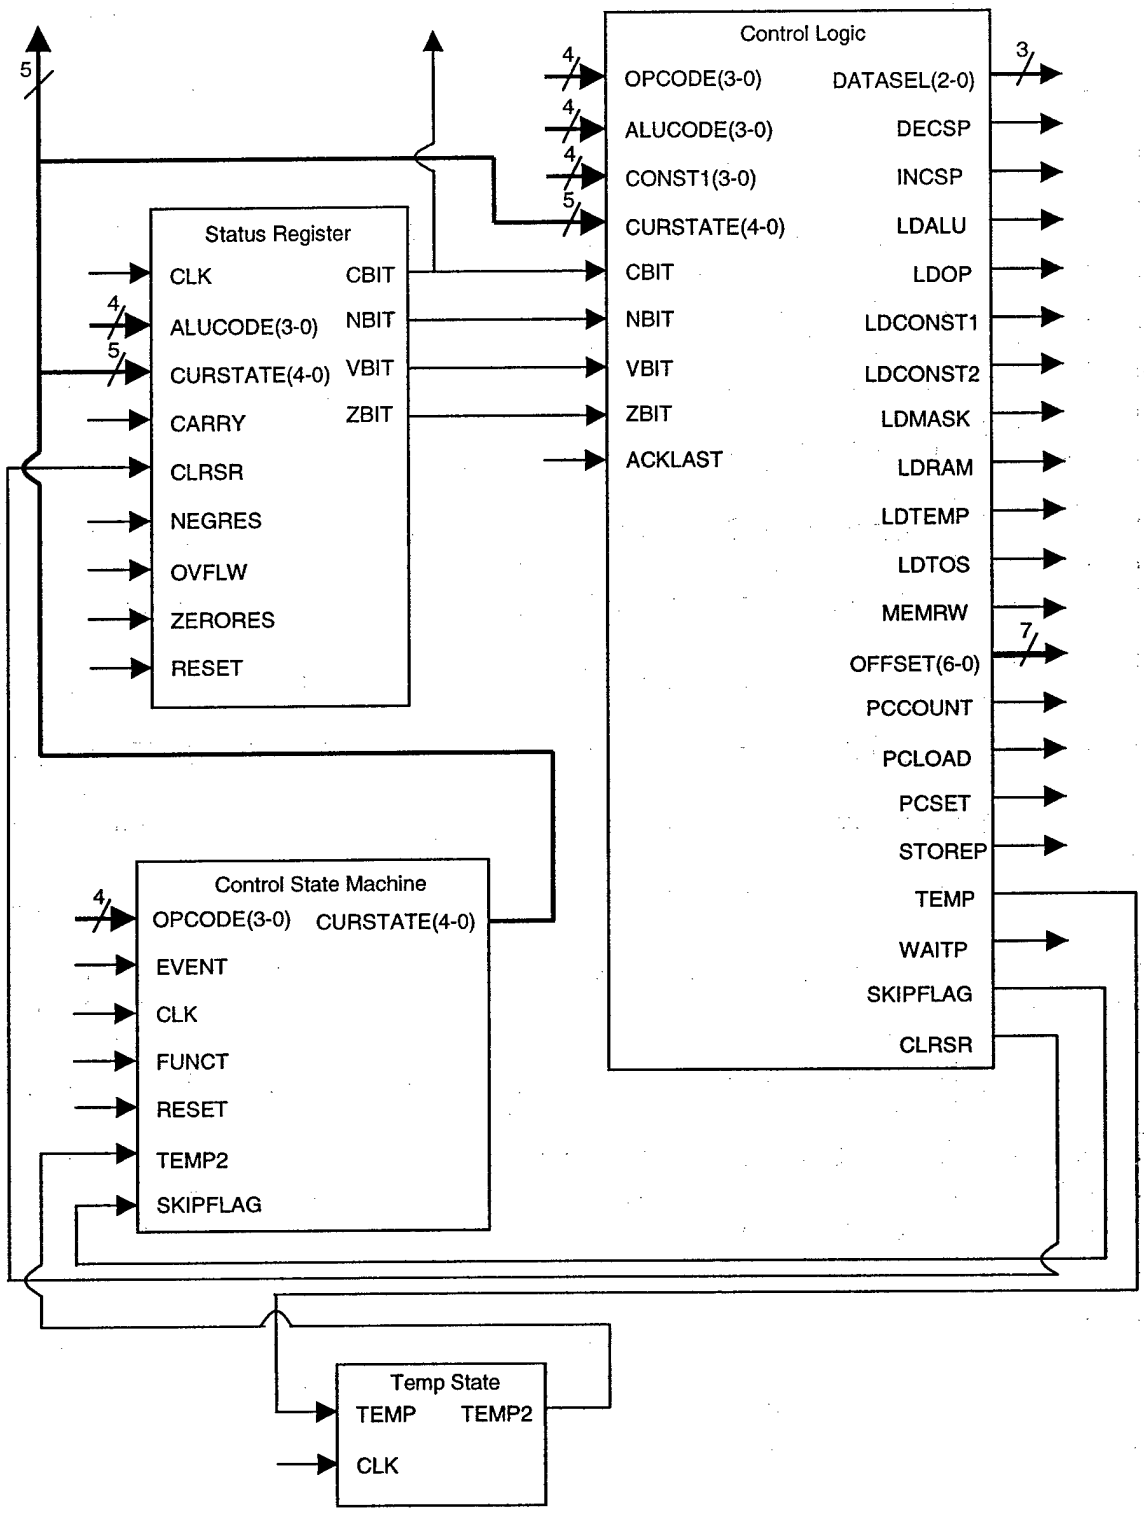 Control Logic
4
OPCODE(3-0)
DATASEL(2-0)
3
4
ALUCODE(3-0)
DECSP
4
CONST1(3-0)
INCSP
5
CURSTATE(4-0)
LDALU
CBIT
LDOP
NBIT
LDCONST1
VBIT
LDCONST2
ZBIT
LDMASK
ACKLAST
LDRAM
LDTEMP
LDTOS
MEMRW
OFFSET(6-0)
7
PCCOUNT
PCLOAD
PCSET
STOREP
TEMP
WAITP
SKIPFLAG
CLRSR
5
Status Register
CLK
CBIT
4
ALUCODE(3-0)
NBIT
5
CURSTATE(4-0)
VBIT
CARRY
ZBIT
CLRSR
NEGRES
OVFLW
ZERORES
RESET
Control State Machine
4
OPCODE(3-0)
CURSTATE(4-0)
EVENT
CLK
FUNCT
RESET
TEMP2
SKIPFLAG
Temp State
TEMP
TEMP2
CLK